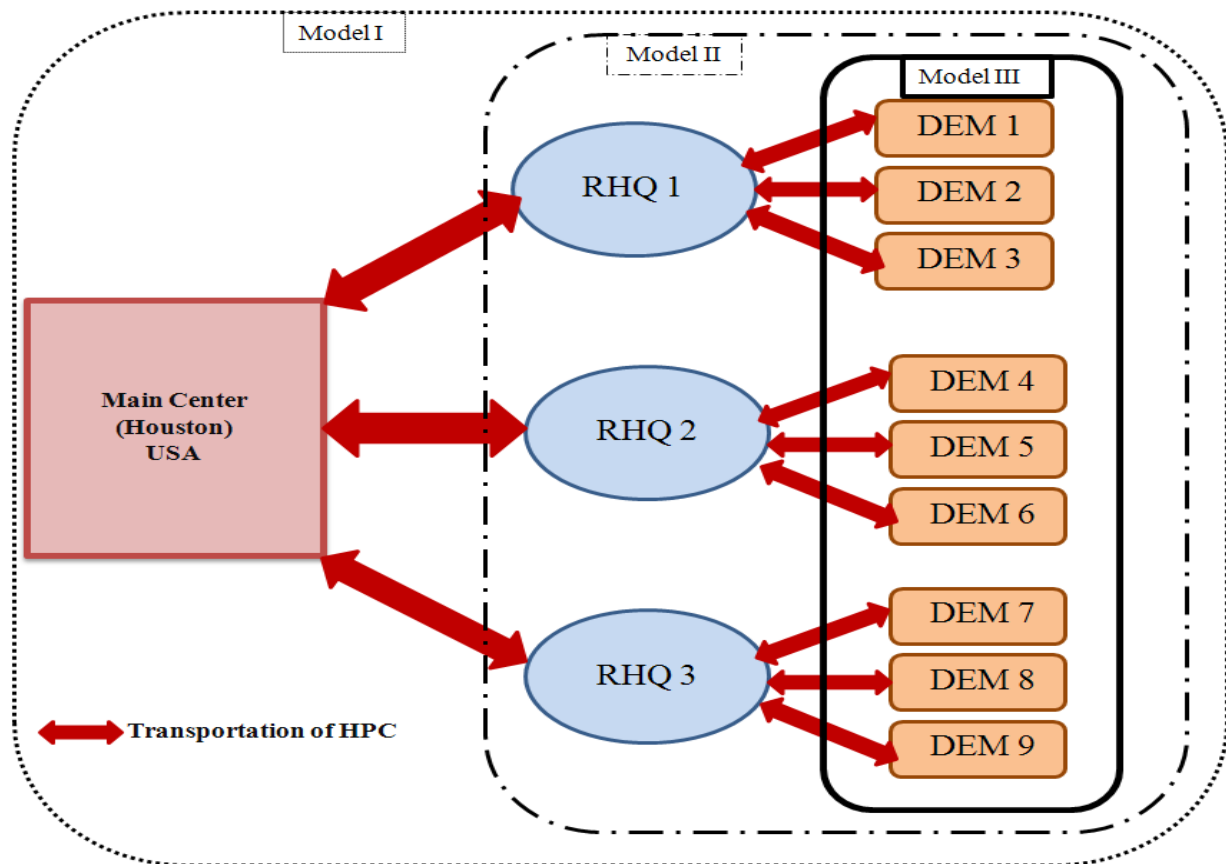 Model I
Model II
Model III
DEM 1
RHQ 1
DEM 2
DEM 3
Main Center
(Houston)
USA
DEM 4
RHQ 2
DEM 5
DEM 6
DEM 7
RHQ 3
DEM 8
DEM 9
Transportation of HPC